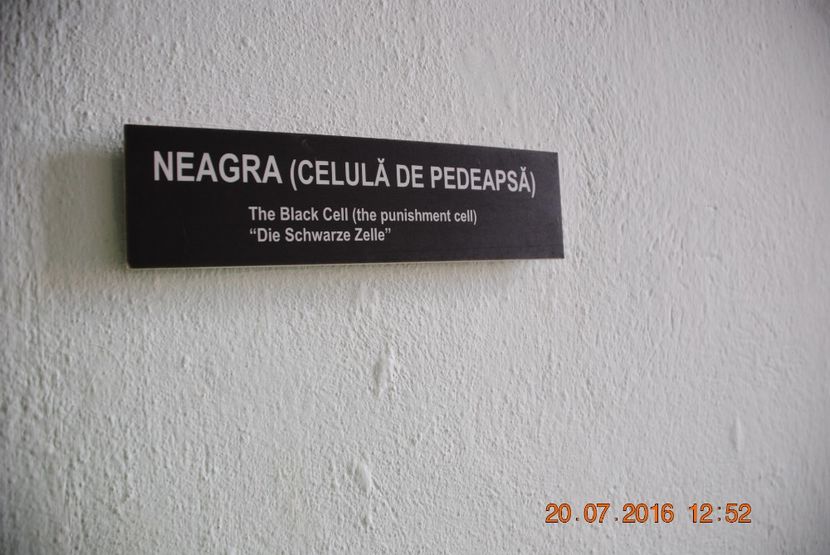 NEAGRA (CELULĂ DE PEDEAPSĂ)
The Black Cell (the punishment cell)
“Die Schwarze Zelle”
20.07.2016 12:52